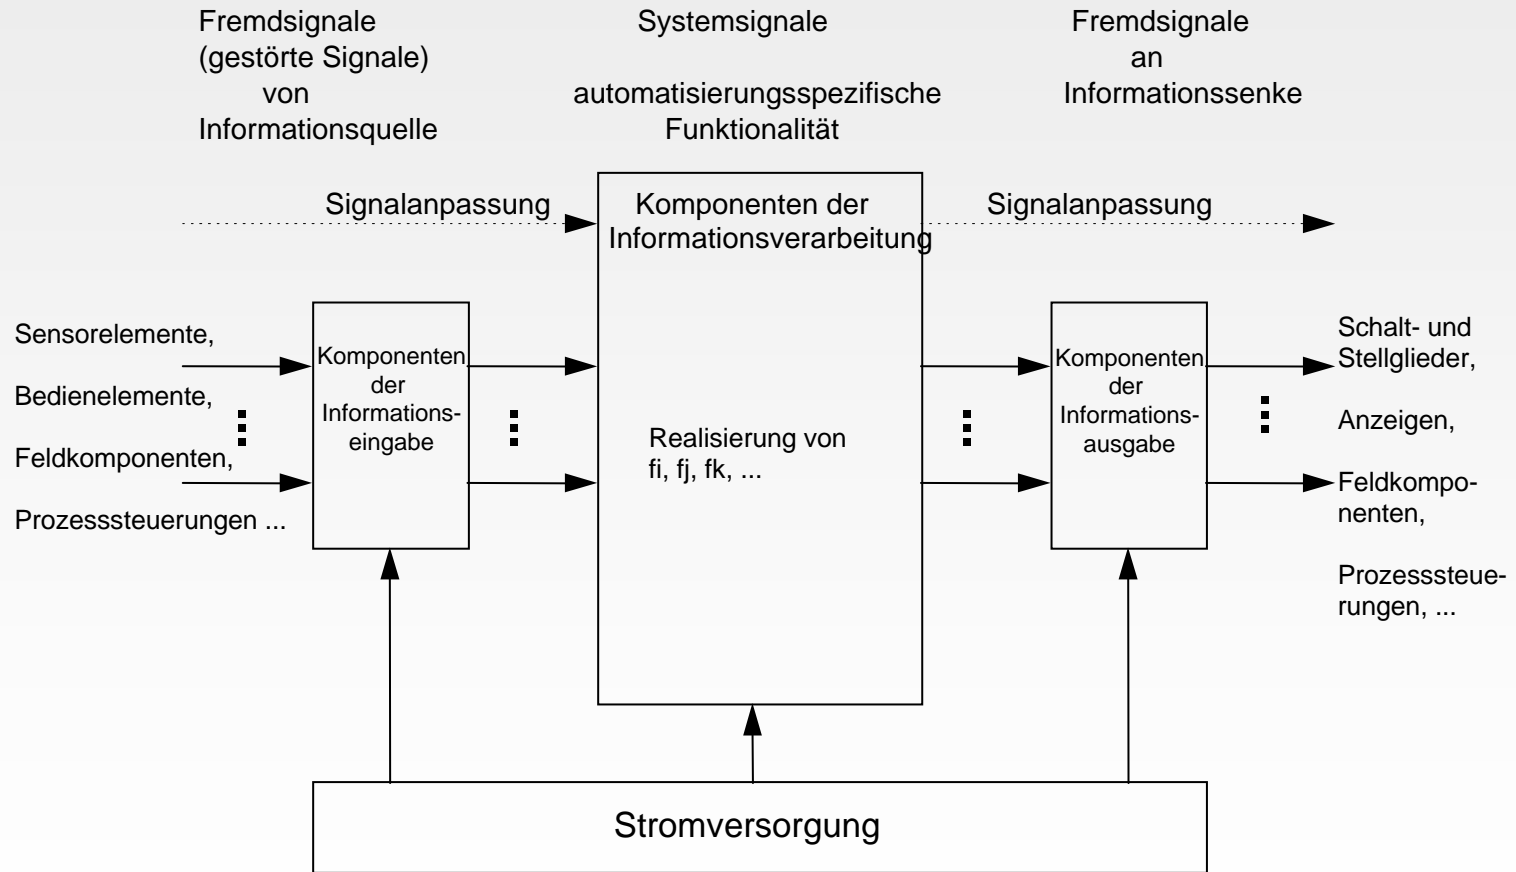 Fremdsignale
(gestörte Signale)
von
Informationsquelle
Systemsignale
automatisierungsspezifische
Funktionalität
Fremdsignale
an
Informationssenke
Signalanpassung
Komponenten der
Informationsverarbeitung
Signalanpassung
Sensorelemente,
Bedienelemente,
Feldkomponenten,
Prozesssteuerungen ...
Komponenten
der
Informations-
eingabe
Realisierung von
fi, fj, fk, ...
Komponenten
der
Informations-
ausgabe
Schalt- und
Stellglieder,
Anzeigen,
Feldkompo-
nenten,
Prozesssteue-
rungen, ...
Stromversorgung